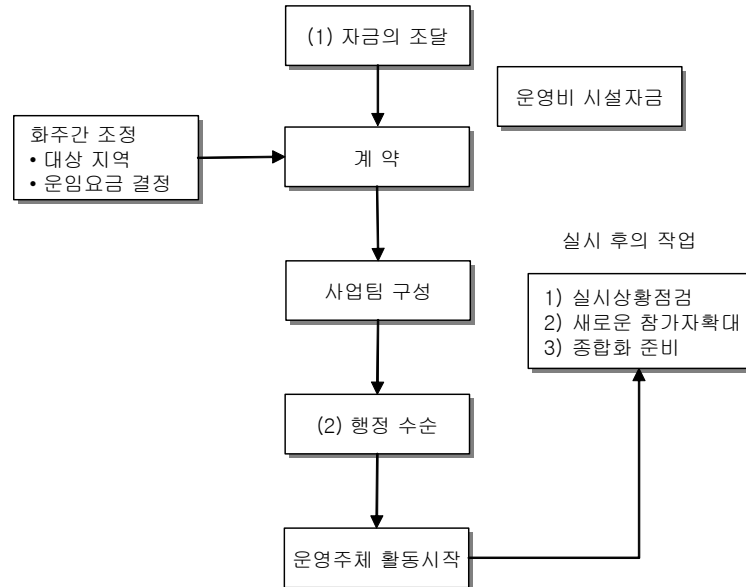 (1) 자금의 조달
운영비 시설자금
화주간 조정
• 대상 지역
• 운임요금 결정
계 약
실시 후의 작업
사업팀 구성
1) 실시상황점검
2) 새로운 참가자확대
3) 종합화 준비
(2) 행정 수순
운영주체 활동시작